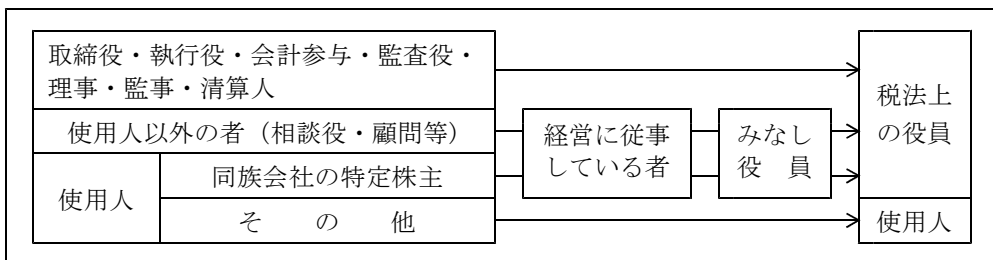 取締役・執行役・会計参与・監査役・
理事・監事・清算人
使用人以外の者（相談役・顧問等）
使用人
同族会社の特定株主
その他
経営に従事
している者
みなし
役員
税法上
の役員
使用人